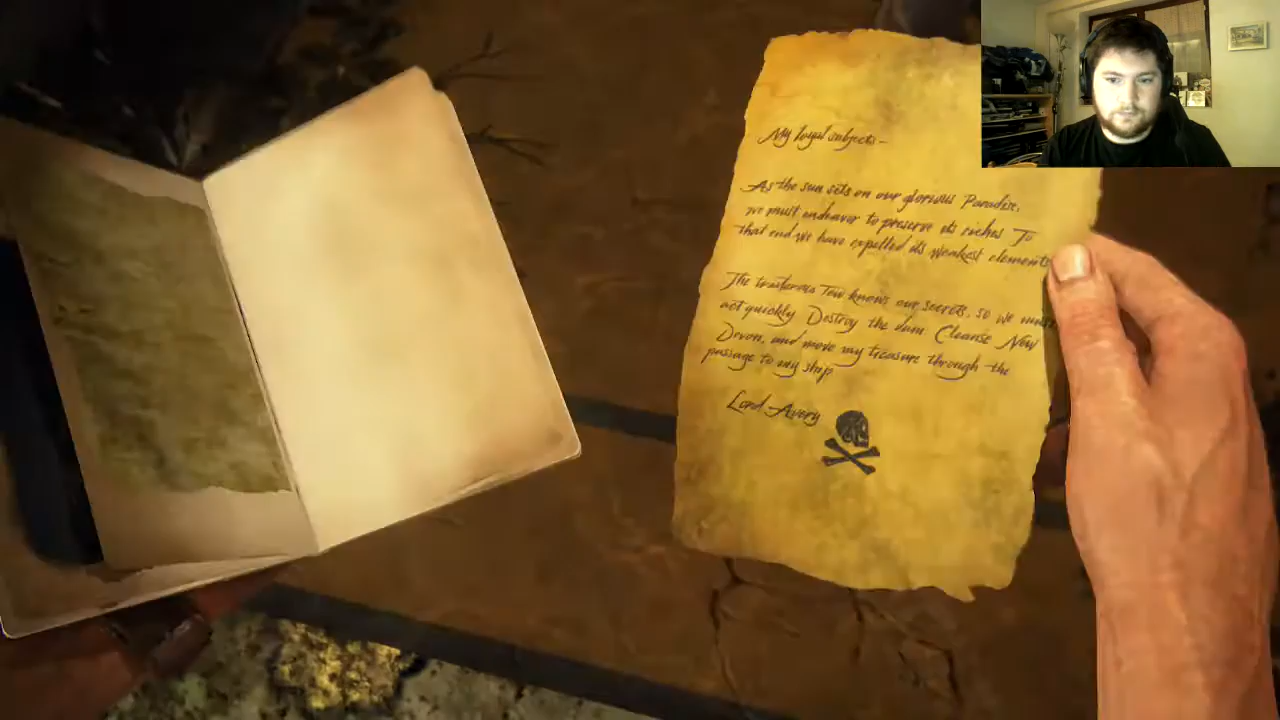 My loyal subjects-
As the sun sets on our glorious Paradise,
we must endeavor to preserve its riches To
that end we have expelled its weakest elements
The traiterous Tew knows our secrets, so we must
act quickly Destroy the dam Cleanse New
Devon, and move my treasure through the
passage to my ship
Lord Avery